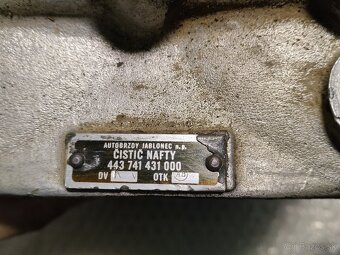 AUTOBRZDY JABLONEC n.p.
ČISTIČ NAFTY
443 741 431 000
DV OTK